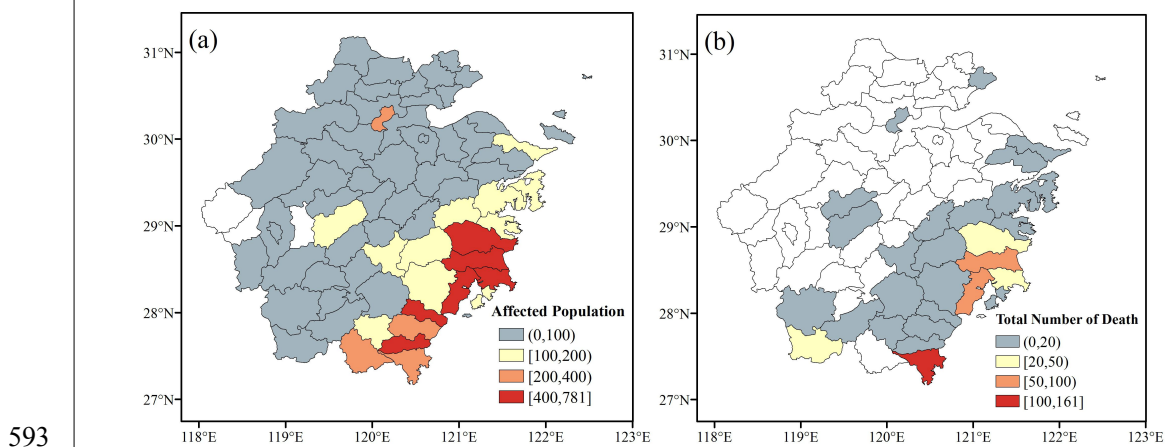 (a)
31°N
30°N
29°N
28°N
27°N
118°E 119°E 120°E 121°E 122°E 123°E
Affected Population
(0,100)
[100,200)
[200,400)
[400,781]
(b)
31°N
30°N
29°N
28°N
27°N
118°E 119°E 120°E 121°E 122°E 123°E
Total Number of Death
(0,20)
[20,50)
[50,100)
[100,161]
593